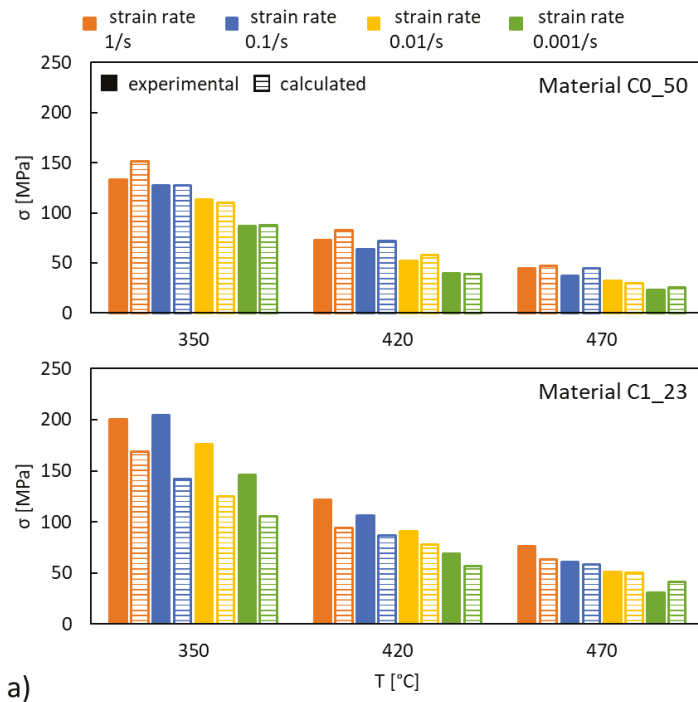 strain rate strain rate strain rate strain rate
1/s 0.1/s 0.01/s 0.001/s
experimental calculated Material C0_50
250
200
150
100
50
0
σ [MPa]
350 420 470
Material C1_23
250
200
150
100
50
0
σ [MPa]
350 420 470
T [°C]
a)